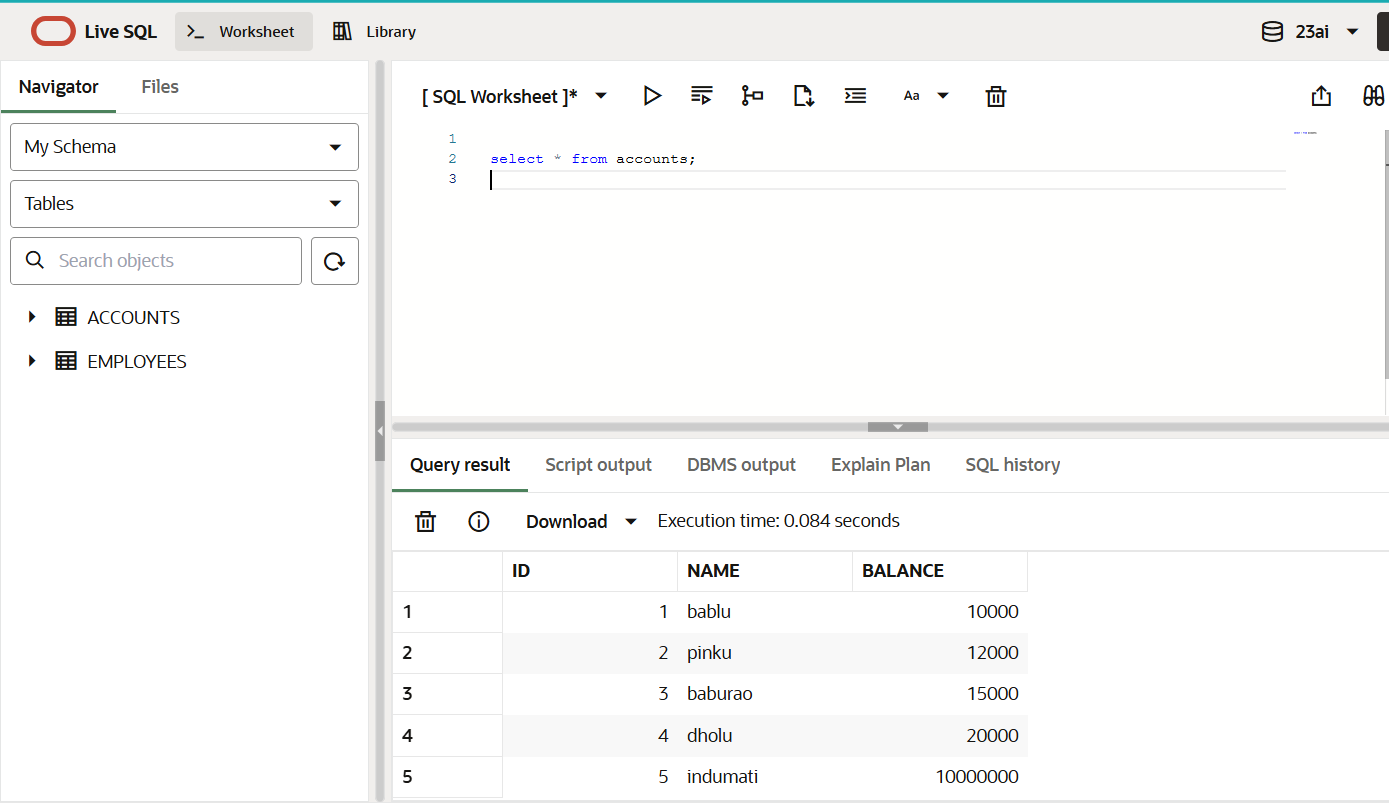 Live SQL
Worksheet
Library
23ai
Navigator
Files
My Schema
Tables
Search objects
ACCOUNTS
EMPLOYEES
[ SQL Worksheet ]*
Aa
1
2 select * from accounts;
3
Query result Script output DBMS output Explain Plan SQL history
Download Execution time: 0.084 seconds
ID NAME BALANCE
1 1 bablu 10000
2 2 pinku 12000
3 3 baburao 15000
4 4 dholu 20000
5 5 indumati 10000000